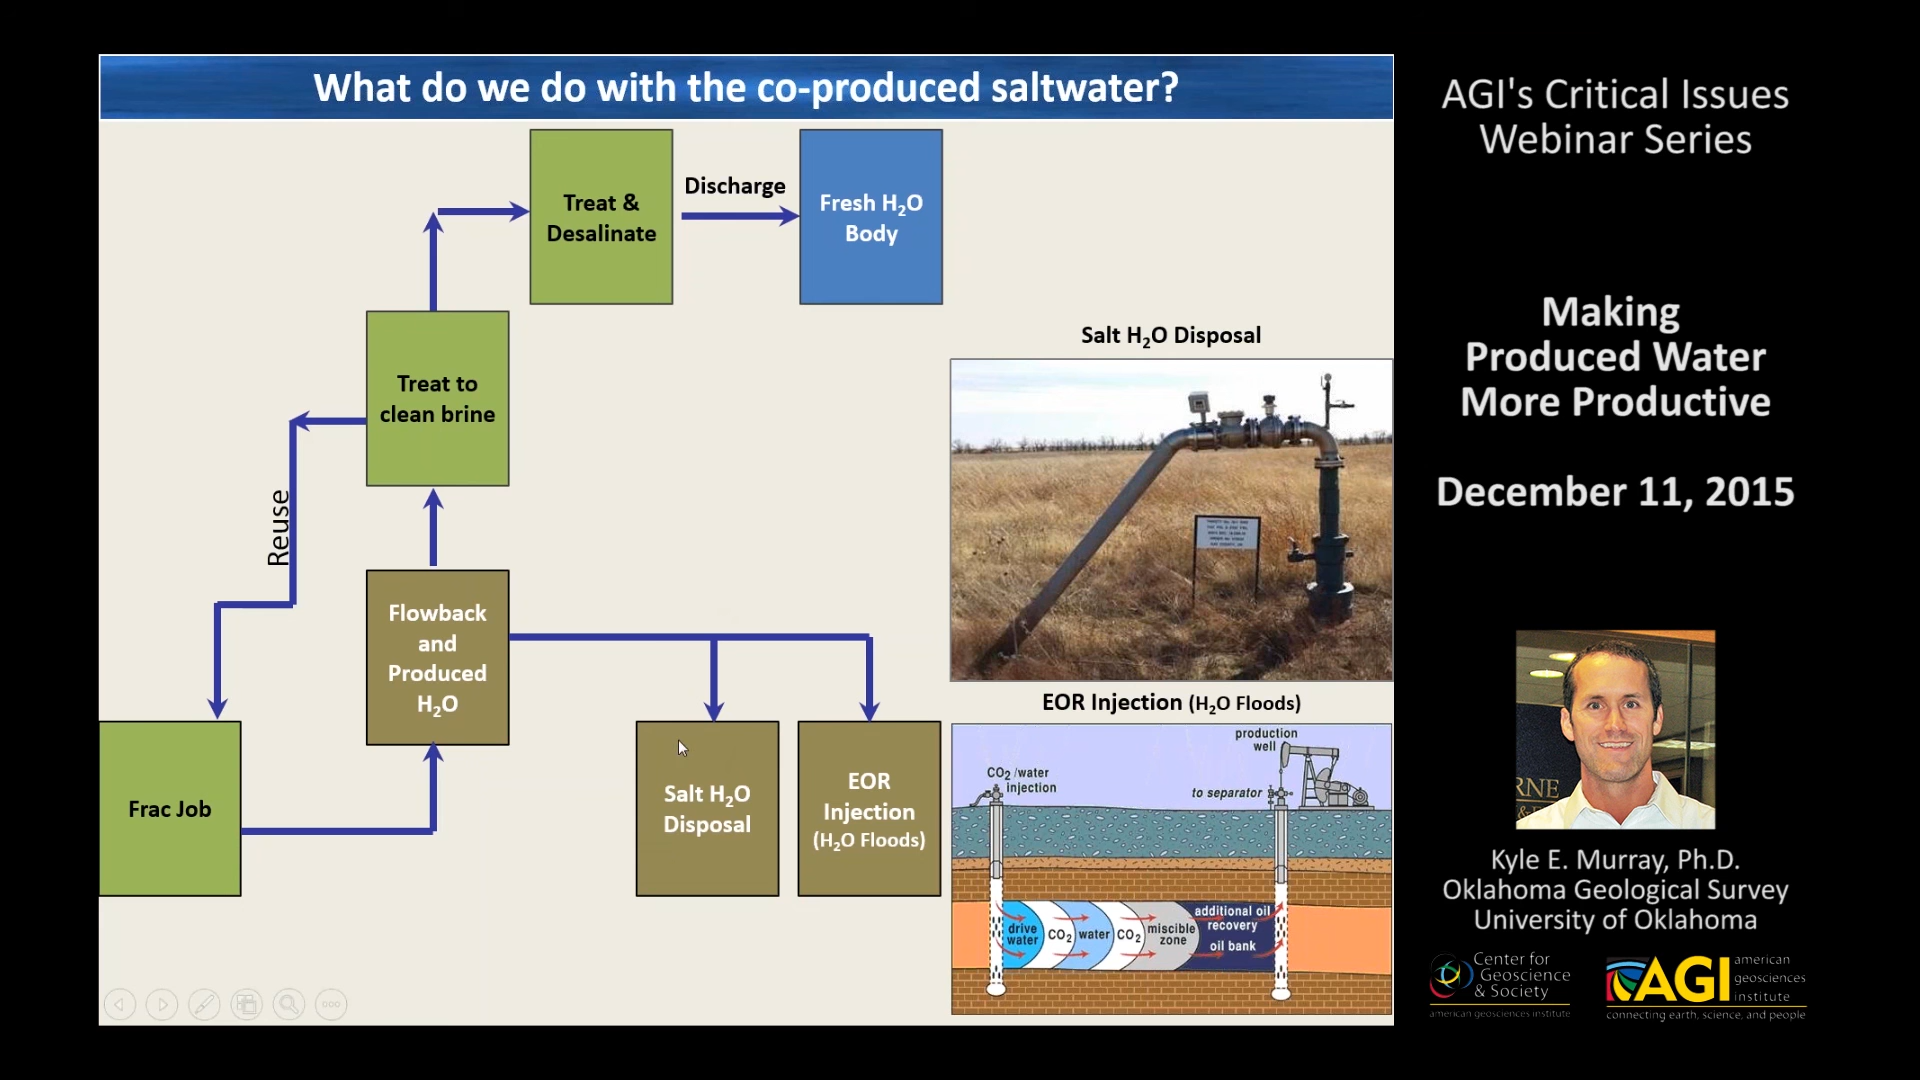 What do we do with the co-produced saltwater?
Treat &
Desalinate
Discharge
Fresh H₂O
Body
Treat to
clean brine
Reuse
Flowback
and
Produced
H₂O
Frac Job
Salt H₂O
Disposal
EOR
Injection
(H₂O Floods)
Salt H₂O Disposal
EOR Injection (H₂O Floods)
production
well
CO₂/water
injection
to separator
drive
water
CO₂
water
CO₂
miscible
zone
additional oil
recovery
oil bank
AGI's Critical Issues
Webinar Series
Making
Produced Water
More Productive
December 11, 2015
RNE
Kyle E. Murray, Ph.D.
Oklahoma Geological Survey
University of Oklahoma
Center for
Geoscience
& Society
american geosciences institute
AGI
american
geosciences
institute
connecting earth, science, and people